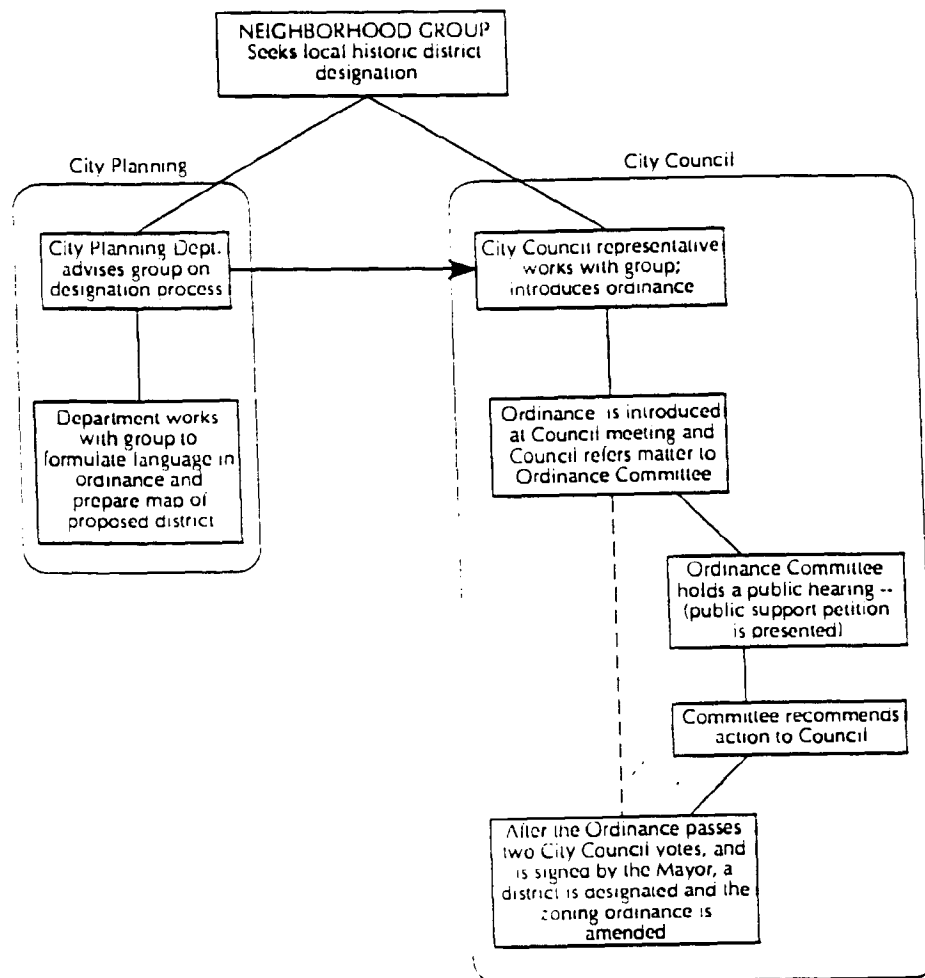 NEIGHBORHOOD GROUP
Seeks local historic district
designation
City Planning
City Council
City Planning Dept.
advises group on
designation process
City Council representative
works with group;
introduces ordinance
Department works
with group to
formulate language in
ordinance and
prepare map of
proposed district
Ordinance is introduced
at Council meeting and
Council refers matter to
Ordinance Committee
Ordinance Committee
holds a public hearing --
(public support petition
is presented)
Committee recommends
action to Council
After the Ordinance passes
two City Council votes, and
is signed by the Mayor, a
district is designated and the
zoning ordinance is
amended